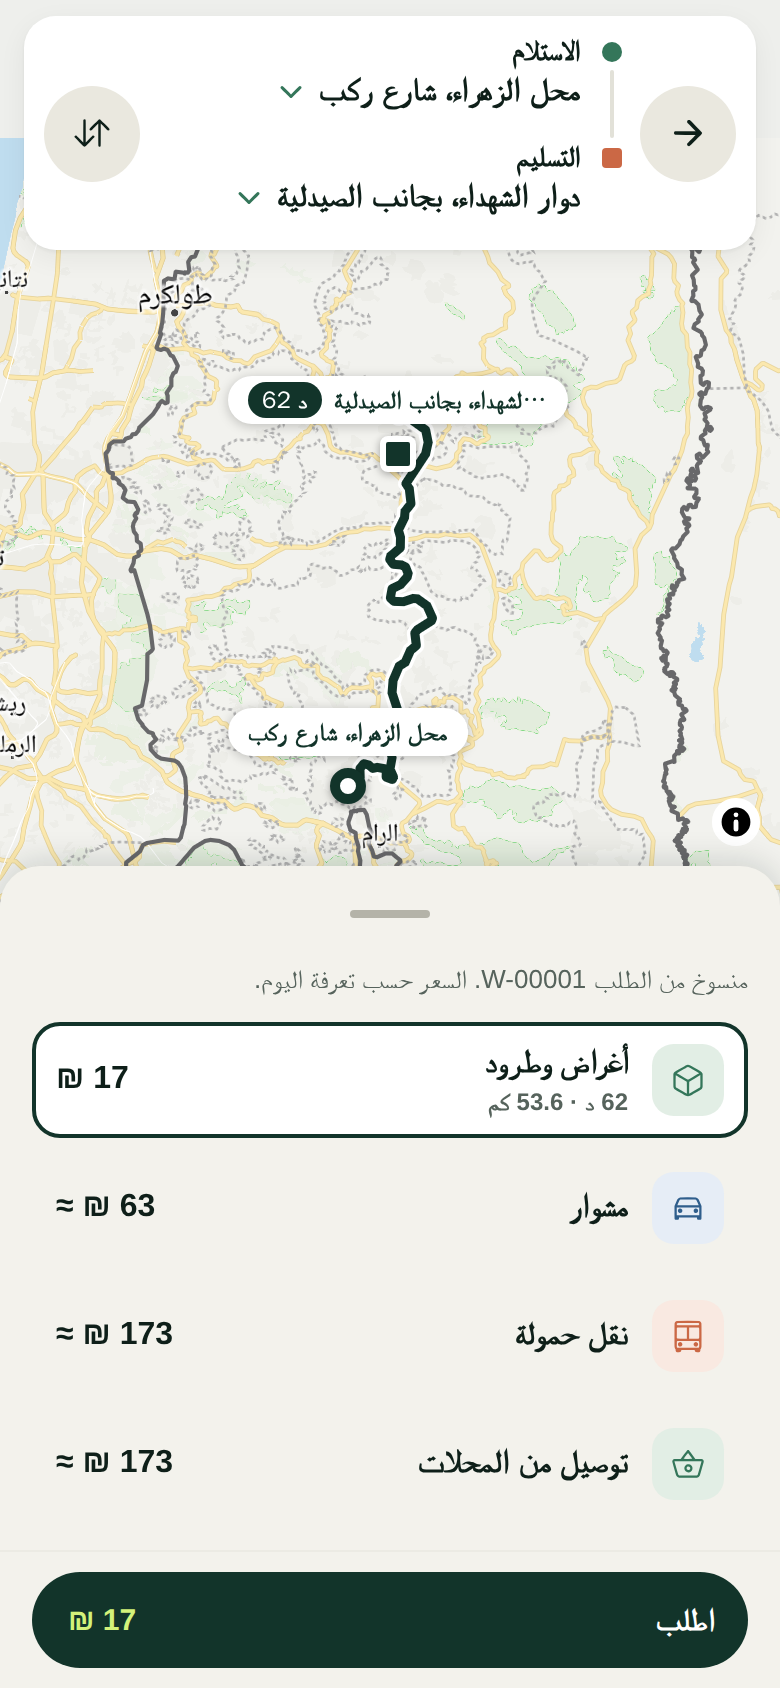 الاستلام
محل الزهراء، شارع ركب
التسليم
دوار الشهداء، بجانب الصيدلية
طولكرم
…لشهداء، بجانب الصيدلية 62 د
محل الزهراء، شارع ركب
الرام
منسوخ من الطلب W-00001. السعر حسب تعرفة اليوم.
أغراض وطرود 17 ₪
62 د · 53.6 كم
مشوار 63 ₪ ≈
نقل حمولة 173 ₪ ≈
توصيل من المحلات 173 ₪ ≈
اطلب 17 ₪